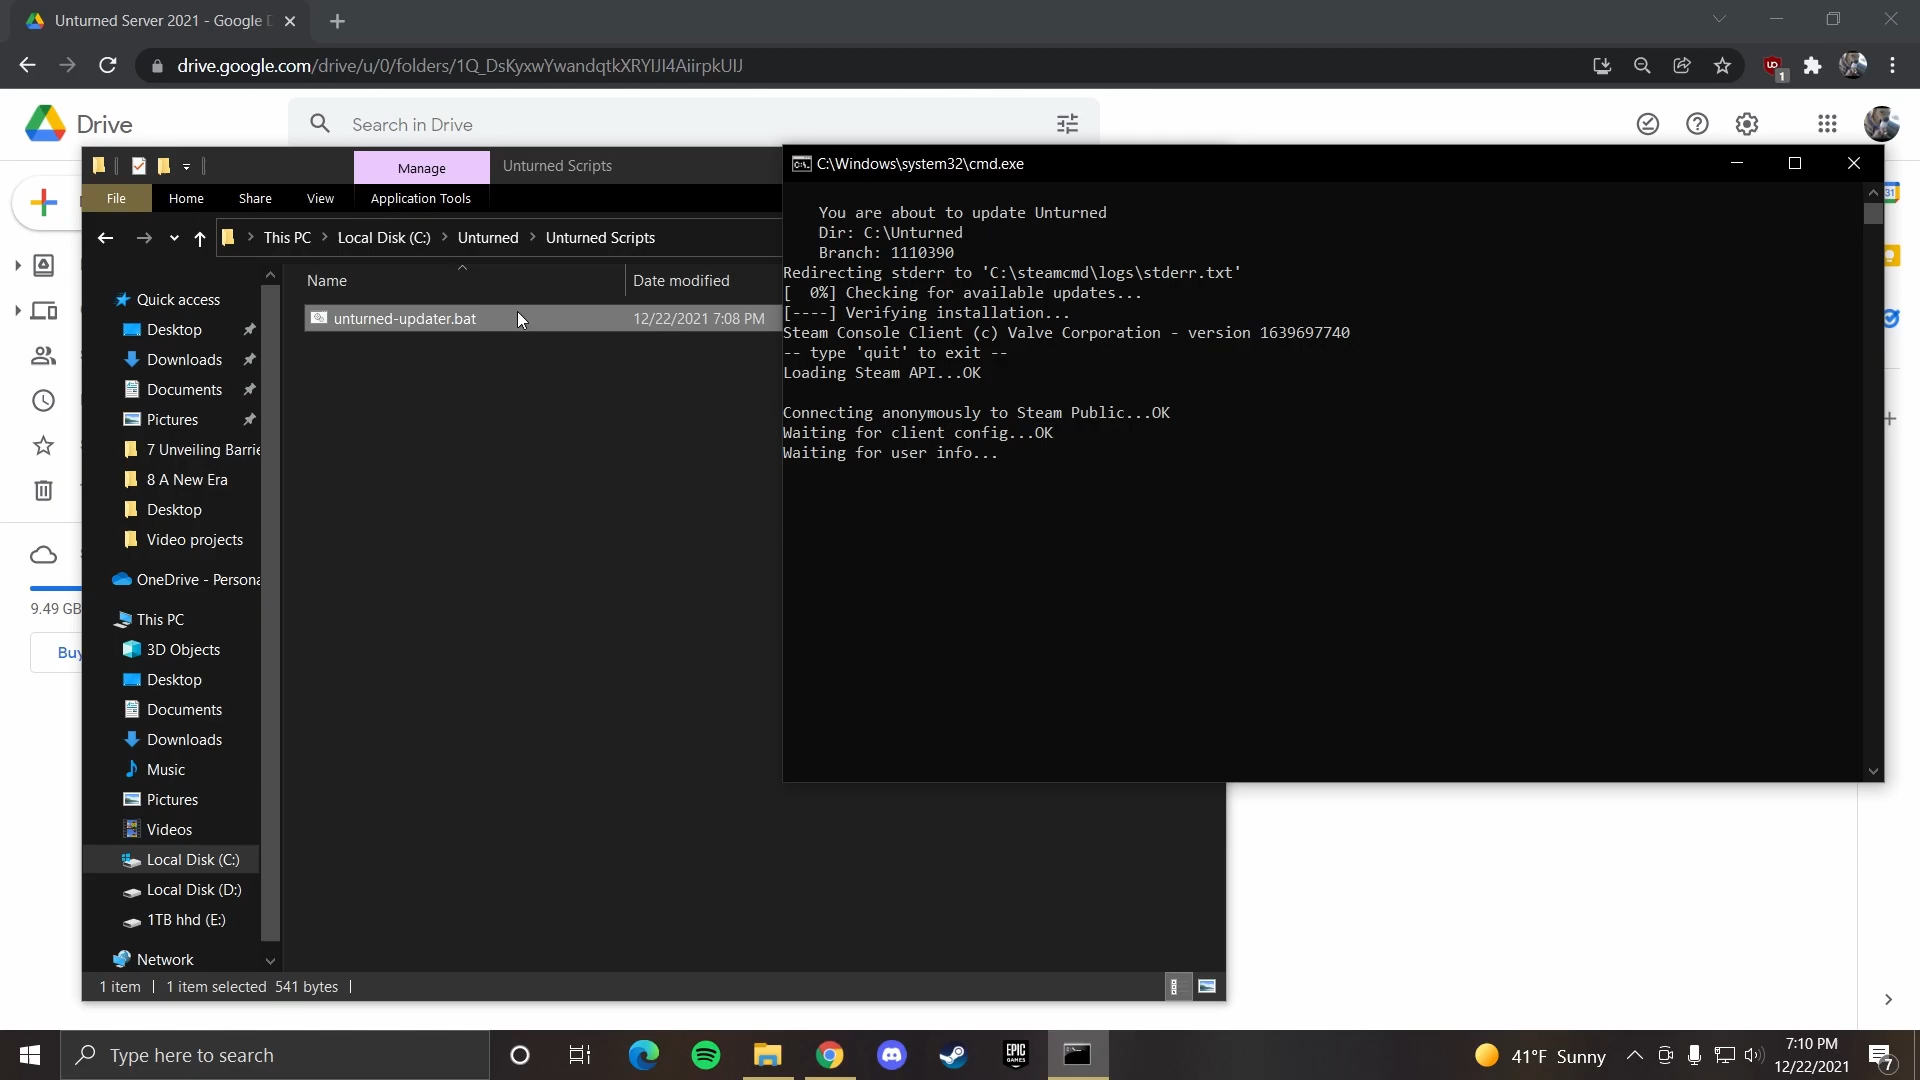 Unturned Server 2021 - Google D
drive.google.com/drive/u/0/folders/1Q_DsKyxwYwandqtkXRYIJI4AiirpkUIJ
1
Drive
Search in Drive
31
Manage
Unturned Scripts
File
Home
Share
View
Application Tools
This PC > Local Disk (C:) > Unturned > Unturned Scripts
Name
Date modified
unturned-updater.bat
12/22/2021 7:08 PM
Quick access
Desktop
Downloads
Documents
Pictures
7 Unveiling Barrie
8 A New Era
Desktop
Video projects
OneDrive - Persona
This PC
3D Objects
Desktop
Documents
Downloads
Music
Pictures
Videos
Local Disk (C:)
Local Disk (D:)
1TB hhd (E:)
Network
1 item
1 item selected 541 bytes
9.49 GB
Buy
C:\Windows\system32\cmd.exe
You are about to update Unturned
Dir: C:\Unturned
Branch: 1110390
Redirecting stderr to 'C:\steamcmd\logs\stderr.txt'
[  0%] Checking for available updates...
[----] Verifying installation...
Steam Console Client (c) Valve Corporation - version 1639697740
-- type 'quit' to exit --
Loading Steam API...OK
Connecting anonymously to Steam Public...OK
Waiting for client config...OK
Waiting for user info...
Type here to search
EPIC
GAMES
41°F Sunny
7:10 PM
12/22/2021
7